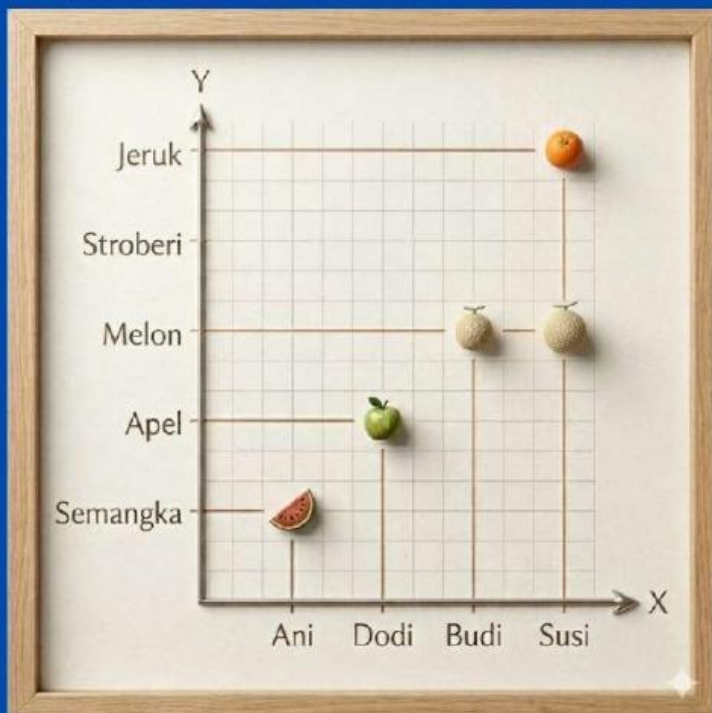 Y
Jeruk
Stroberi
Melon
Apel
Semangka
X
Ani Dodi Budi Susi